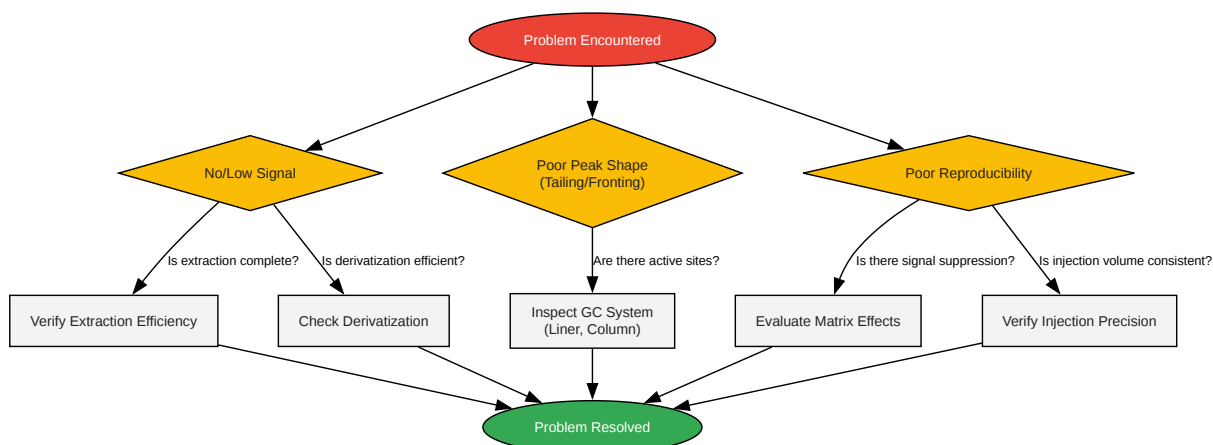 Problem Encountered
No/Low Signal
Poor Peak Shape
(Tailing/Fronting)
Poor Reproducibility
Is extraction complete?
Is derivatization efficient?
Are there active sites?
Is there signal suppression?
Is injection volume consistent?
Verify Extraction Efficiency
Check Derivatization
Inspect GC System
(Liner, Column)
Evaluate Matrix Effects
Verify Injection Precision
Problem Resolved